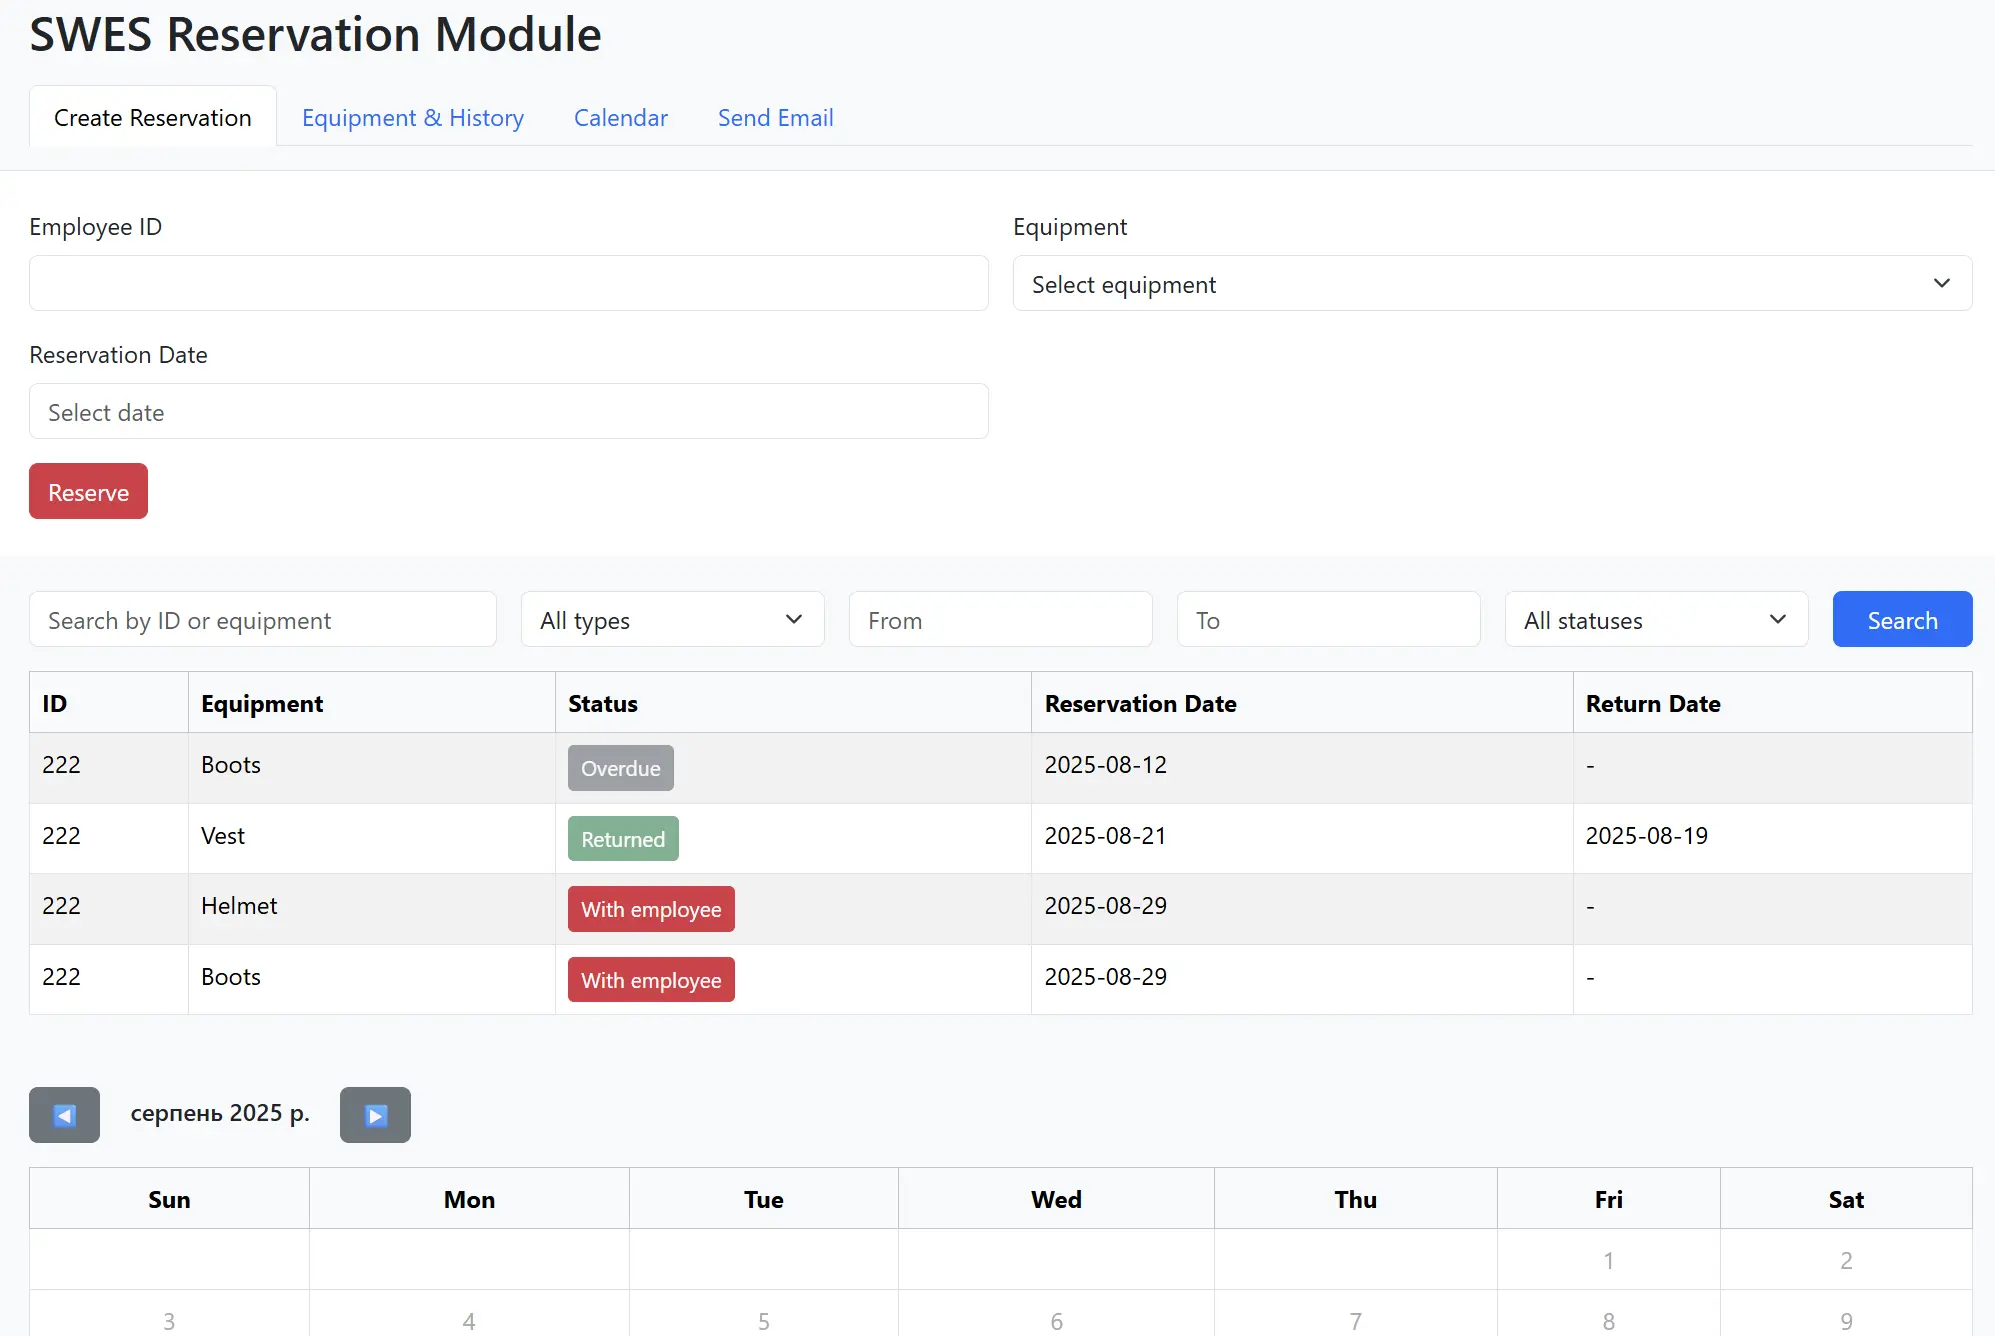 SWES Reservation Module
Create Reservation Equipment & History Calendar Send Email
Employee ID Equipment
Select equipment
Reservation Date
Select date
Reserve
Search by ID or equipment All types From To All statuses Search
ID Equipment Status Reservation Date Return Date
222 Boots Overdue 2025-08-12 -
222 Vest Returned 2025-08-21 2025-08-19
222 Helmet With employee 2025-08-29 -
222 Boots With employee 2025-08-29 -
серпень 2025 р.
Sun Mon Tue Wed Thu Fri Sat
1 2
3 4 5 6 7 8 9